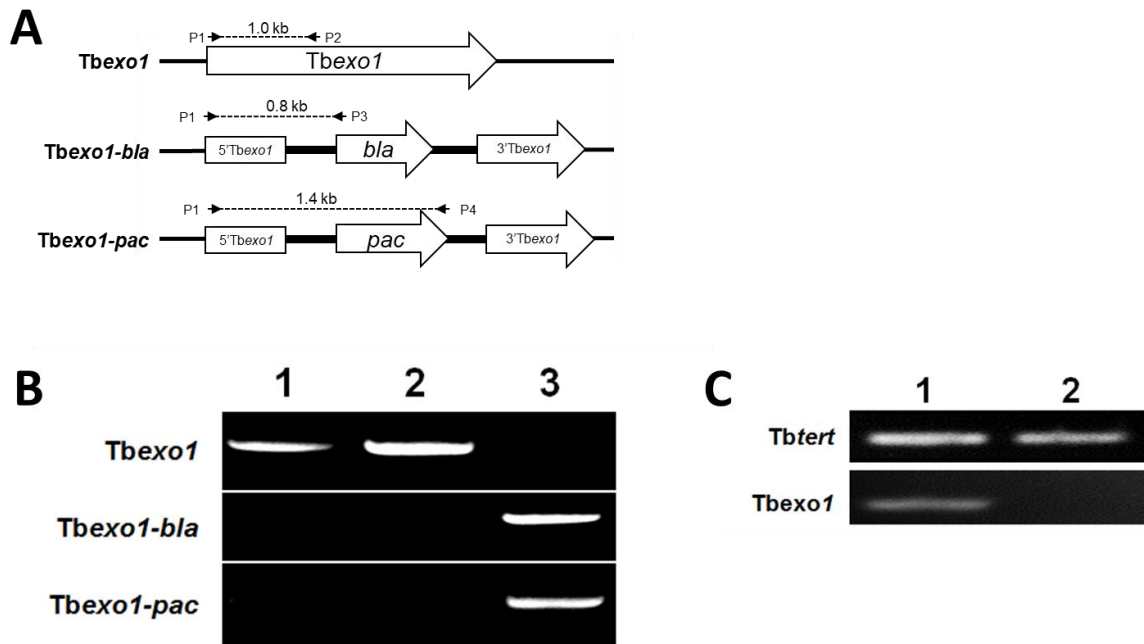 A
P1 1.0 kb P2
Tbexo1 Tbexo1
P1 0.8 kb P3
Tbexo1-bla 5'Tbexo1 bla 3'Tbexo1
P1 1.4 kb P4
Tbexo1-pac 5'Tbexo1 pac 3'Tbexo1
B
1 2 3
Tbexo1
Tbexo1-bla
Tbexo1-pac
C
1 2
Tbtert
Tbexo1